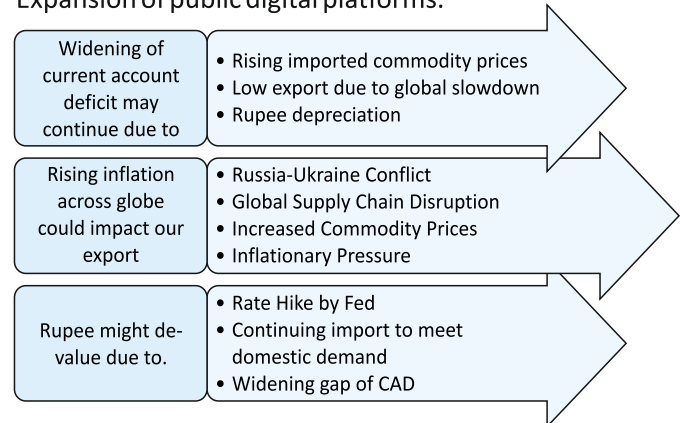 Expansion of public digital platforms.
Widening of
current account
deficit may
continue due to
• Rising imported commodity prices
• Low export due to global slowdown
• Rupee depreciation
Rising inflation
across globe
could impact our
export
• Russia-Ukraine Conflict
• Global Supply Chain Disruption
• Increased Commodity Prices
• Inflationary Pressure
Rupee might de-
value due to.
• Rate Hike by Fed
• Continuing import to meet
domestic demand
• Widening gap of CAD